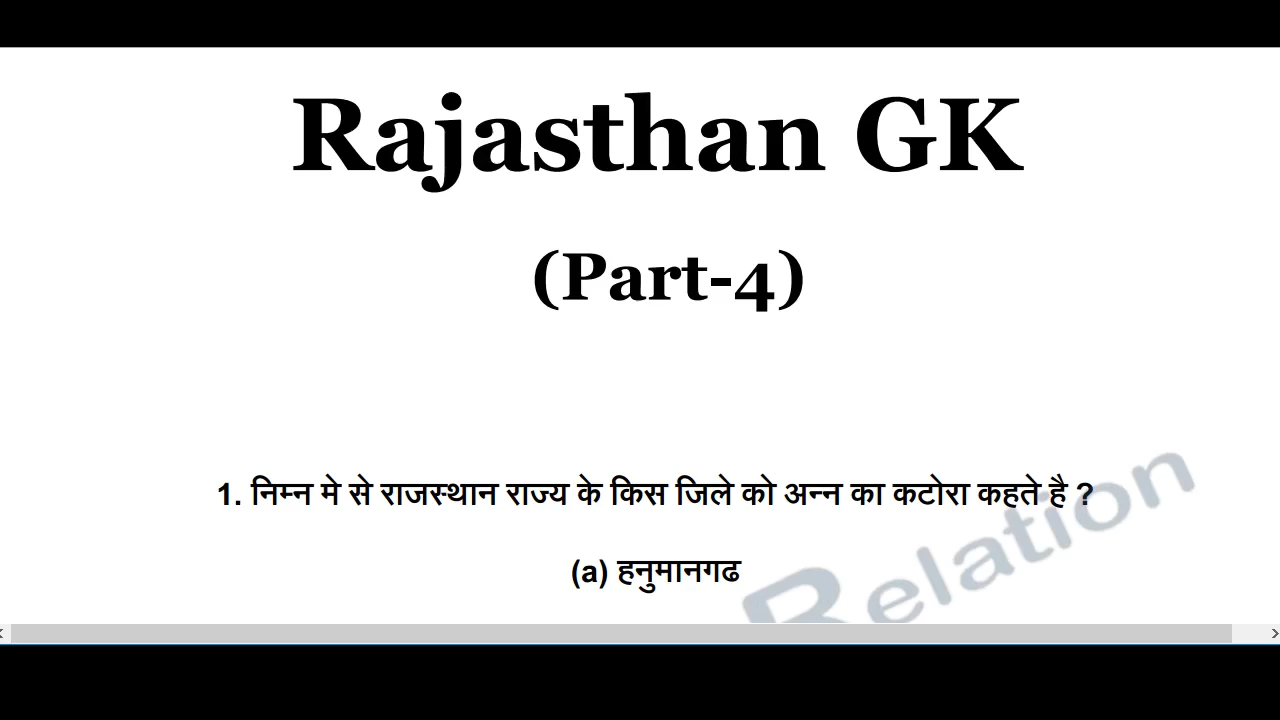 Rajasthan GK
(Part-4)
1. निम्न मे से राजस्थान राज्य के किस जिले को अन्न का कटोरा कहते है ?
(a) हनुमानगढ
Relation